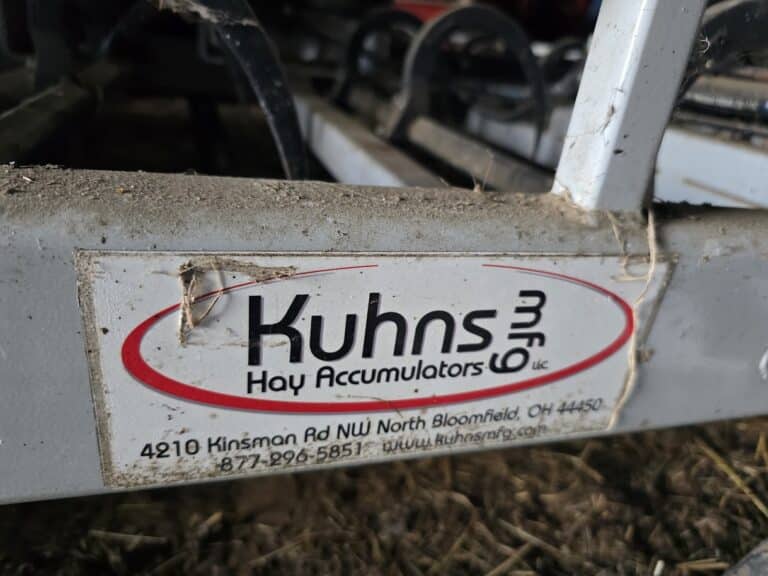 Kuhns mfg LLC
Hay Accumulators
4210 Kinsman Rd NW North Bloomfield, OH 44450
877-296-5851 www.kuhnsmfg.com